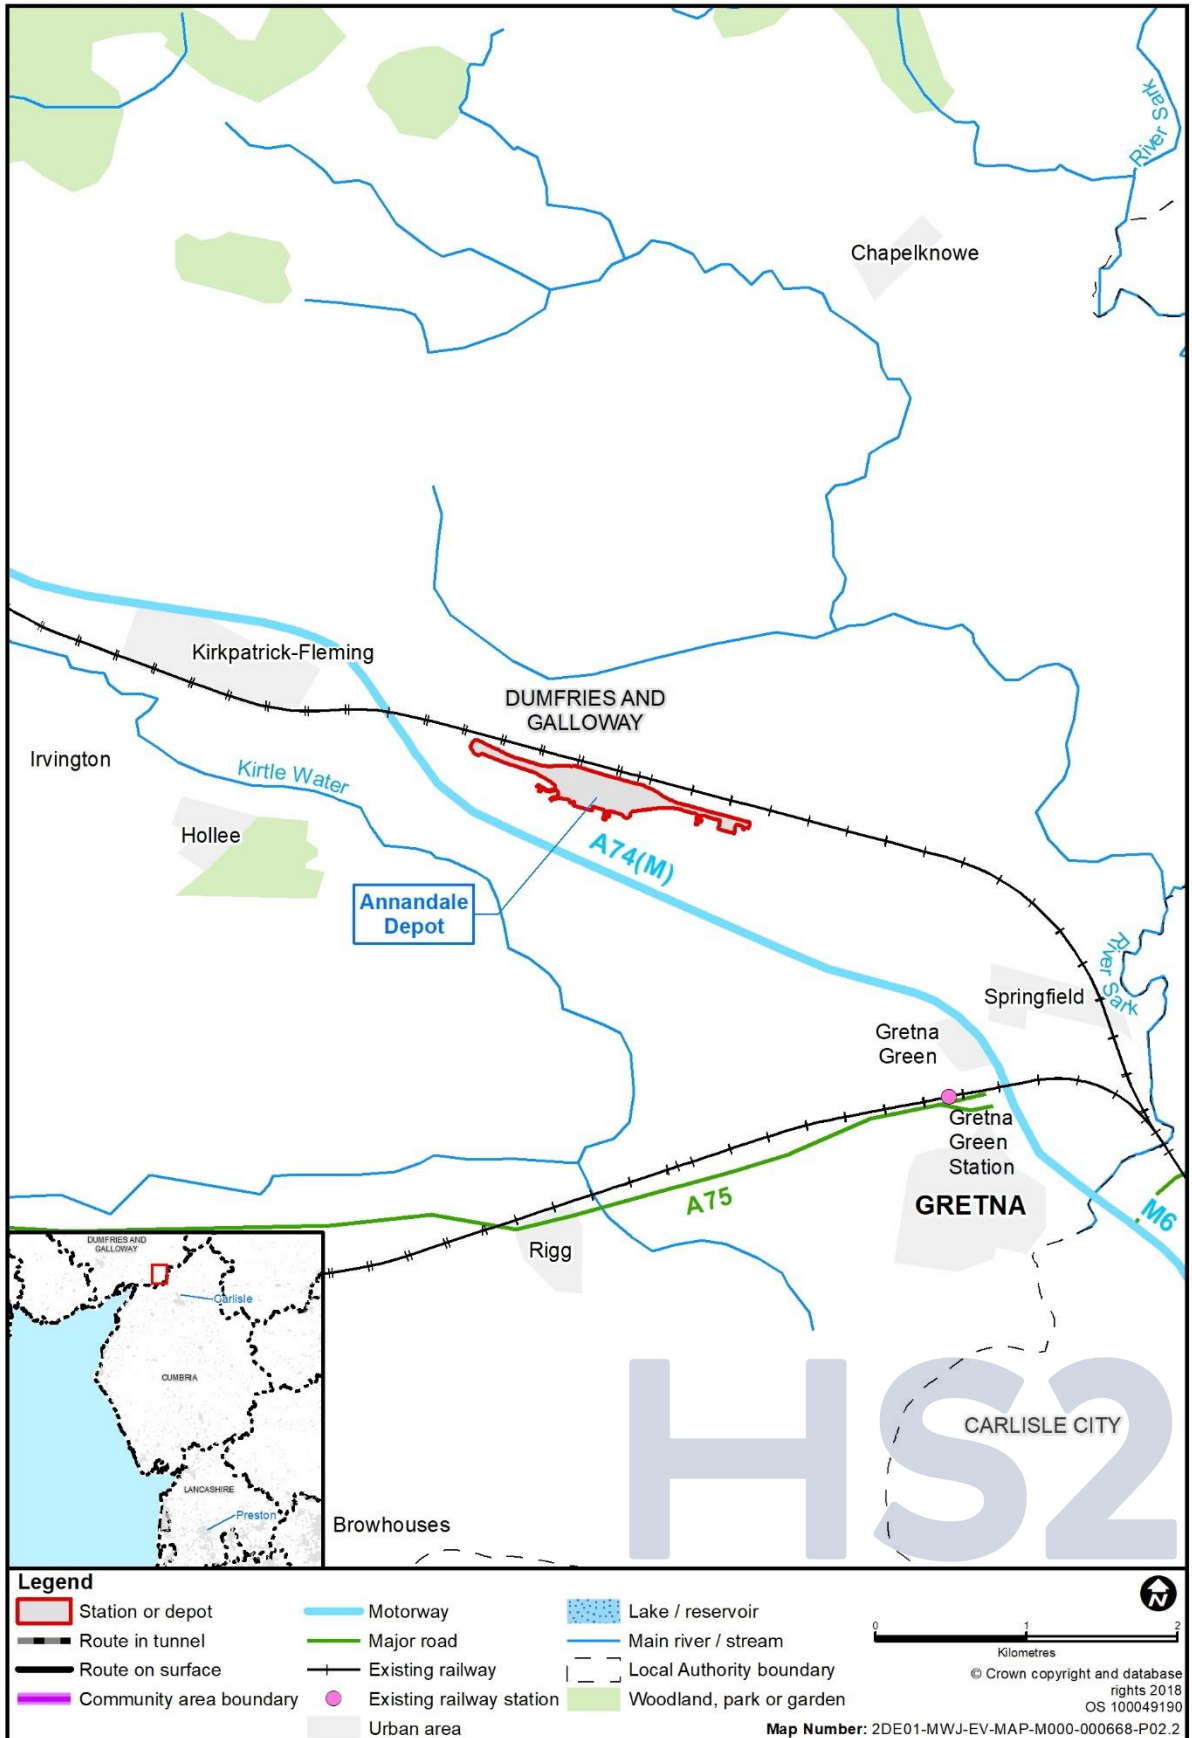 River Sark
Chapelknowe
Kirkpatrick-Fleming
DUMFRIES AND
GALLOWAY
Irvington
Kirtle Water
Hollee
A74(M)
Annandale
Depot
River
Sark
Springfield
Gretna
Green
Gretna
Green
Station
A75
GRETNA
M6
Rigg
DUMFRIES AND
GALLOWAY
Carlisle
CUMBRIA
LANCASHIRE
Preston
CARLISLE CITY
HS2
Browhouses
Legend
Station or depot
Route in tunnel
Route on surface
Community area boundary
Motorway
Major road
Existing railway
Existing railway station
Urban area
Lake / reservoir
Main river / stream
Local Authority boundary
Woodland, park or garden
N
0 1 2
Kilometres
© Crown copyright and database
rights 2018
OS 100049190
Map Number: 2DE01-MWJ-EV-MAP-M000-000668-P02.2